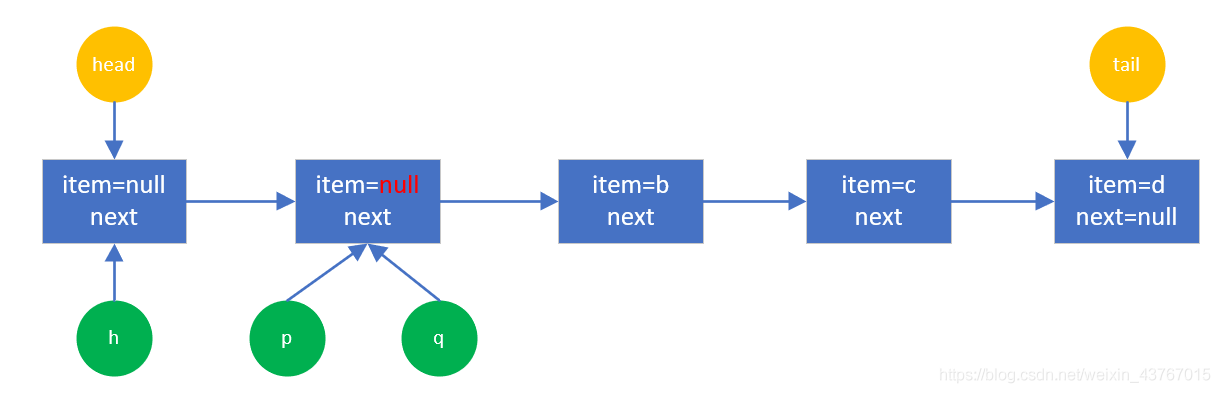 head
tail
item=null
next
item=null
next
item=b
next
item=c
next
item=d
next=null
h
p
q
https://blog.csdn.net/weixin_43767015